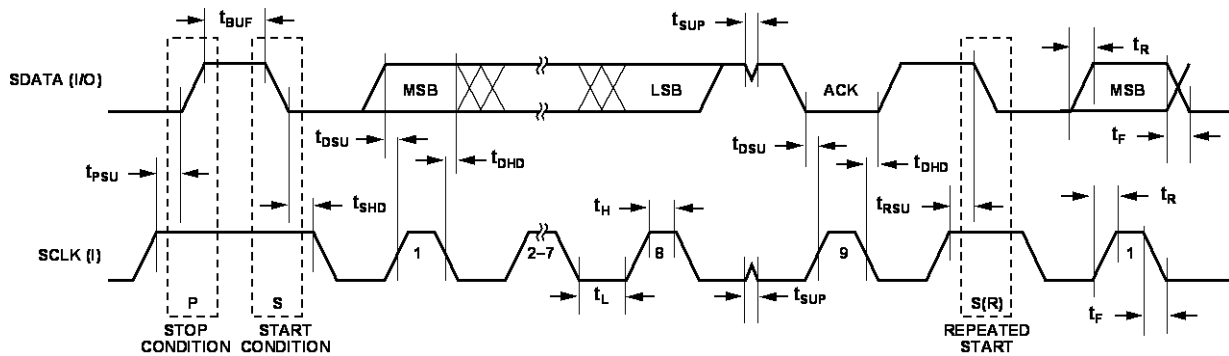 tBUF
tSUP
tR
SDATA (I/O)
MSB
LSB
ACK
MSB
tDSU
tDHD
tDSU
tDHD
tF
tPSU
tSHD
tH
tRSU
tR
SCLK (I)
1
2–7
8
9
1
P
S
tL
tSUP
S(R)
tF
STOP
CONDITION
START
CONDITION
REPEATED
START